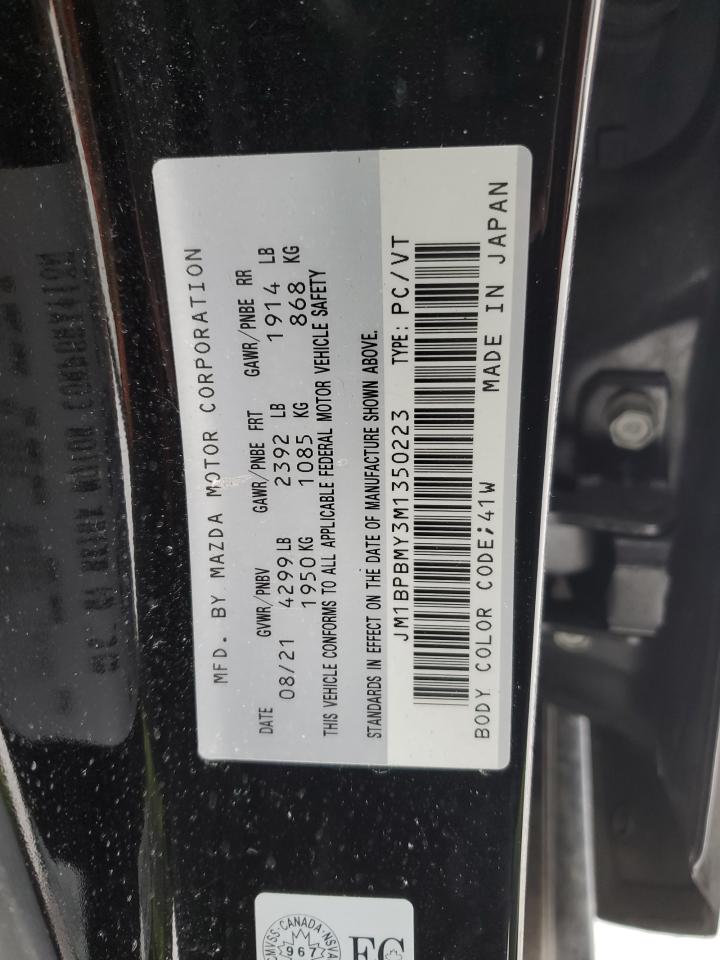 MFD. BY MAZDA MOTOR CORPORATION
DATE GVWR/PNBV GAWR/PNBE FRT GAWR/PNBE RR
08/21 4299 LB 2392 LB 1914 LB
1950 KG 1085 KG 868 KG
THIS VEHICLE CONFORMS TO ALL APPLICABLE FEDERAL MOTOR VEHICLE SAFETY
STANDARDS IN EFFECT ON THE DATE OF MANUFACTURE SHOWN ABOVE.
JM1BPBMY3M1350223 TYPE: PC/VT
BODY COLOR CODE;41W MADE IN JAPAN
CANADA
967